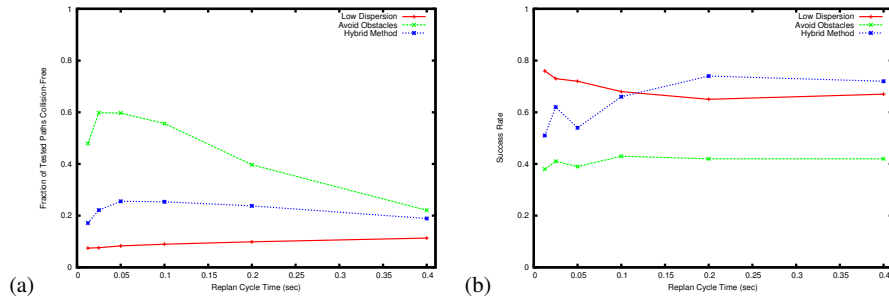 Low Dispersion
Avoid Obstacles
Hybrid Method
1
0.8
0.6
0.4
0.2
0
Fraction of Tested Paths Collision-Free
0 0.05 0.1 0.15 0.2 0.25 0.3 0.35 0.4
Replan Cycle Time (sec)
(a)
Low Dispersion
Avoid Obstacles
Hybrid Method
1
0.8
0.6
0.4
0.2
0
Success Rate
0 0.05 0.1 0.15 0.2 0.25 0.3 0.35 0.4
Replan Cycle Time (sec)
(b)